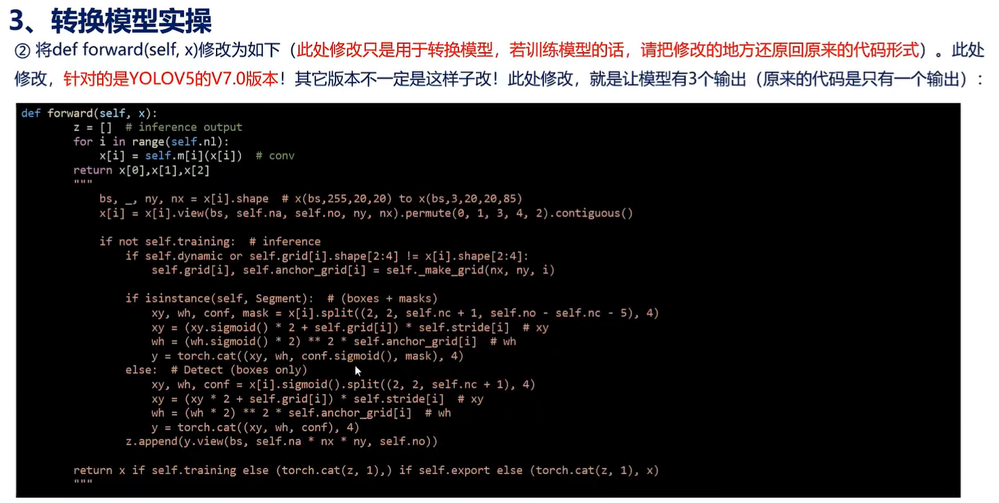 3、转换模型实操
② 将def forward(self, x)修改为如下（此处修改只是用于转换模型，若训练模型的话，请把修改的地方还原回原来的代码形式）。此处
修改，针对的是YOLOV5的V7.0版本！其它版本不一定是这样子改！此处修改，就是让模型有3个输出（原来的代码是只有一个输出）：
def forward(self, x):
        z = []  # inference output
        for i in range(self.nl):
            x[i] = self.m[i](x[i])  # conv
        return x[0],x[1],x[2]
        """
            bs, _, ny, nx = x[i].shape  # x(bs,255,20,20) to x(bs,3,20,20,85)
            x[i] = x[i].view(bs, self.na, self.no, ny, nx).permute(0, 1, 3, 4, 2).contiguous()
            if not self.training:  # inference
                if self.dynamic or self.grid[i].shape[2:4] != x[i].shape[2:4]:
                    self.grid[i], self.anchor_grid[i] = self._make_grid(nx, ny, i)
                if isinstance(self, Segment):  # (boxes + masks)
                    xy, wh, conf, mask = x[i].split((2, 2, self.nc + 1, self.no - self.nc - 5), 4)
                    xy = (xy.sigmoid() * 2 + self.grid[i]) * self.stride[i]  # xy
                    wh = (wh.sigmoid() * 2) ** 2 * self.anchor_grid[i]  # wh
                    y = torch.cat((xy, wh, conf.sigmoid(), mask), 4)
                else:  # Detect (boxes only)
                    xy, wh, conf = x[i].sigmoid().split((2, 2, self.nc + 1), 4)
                    xy = (xy * 2 + self.grid[i]) * self.stride[i]  # xy
                    wh = (wh * 2) ** 2 * self.anchor_grid[i]  # wh
                    y = torch.cat((xy, wh, conf), 4)
                z.append(y.view(bs, self.na * nx * ny, self.no))
        return x if self.training else (torch.cat(z, 1),) if self.export else (torch.cat(z, 1), x)
        """